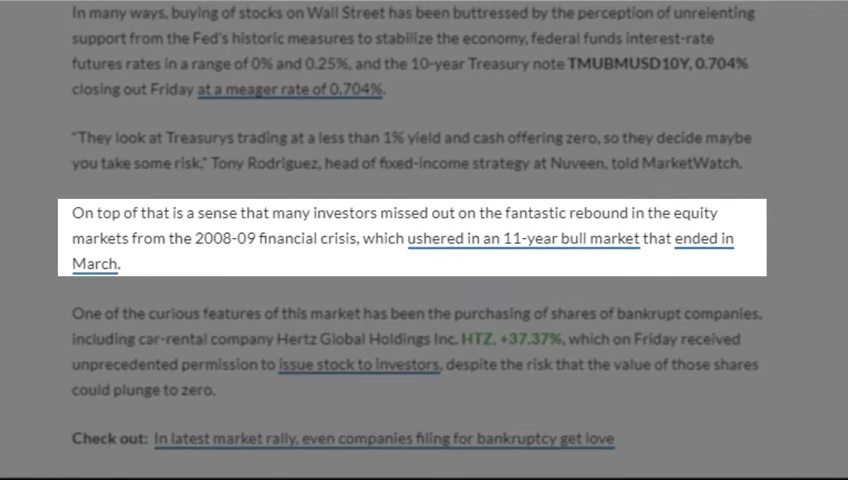 In many ways, buying of stocks on Wall Street has been buttressed by the perception of unrelenting
support from the Fed's historic measures to stabilize the economy, federal funds interest-rate
futures rates in a range of 0% and 0.25%, and the 10-year Treasury note TMUBMUSD10Y, 0.704%
closing out Friday at a meager rate of 0.704%.
"They look at Treasurys trading at a less than 1% yield and cash offering zero, so they decide maybe
you take some risk," Tony Rodriguez, head of fixed-income strategy at Nuveen, told MarketWatch.
On top of that is a sense that many investors missed out on the fantastic rebound in the equity
markets from the 2008-09 financial crisis, which ushered in an 11-year bull market that ended in
March.
One of the curious features of this market has been the purchasing of shares of bankrupt companies,
including car-rental company Hertz Global Holdings Inc. HTZ, +37.37%, which on Friday received
unprecedented permission to issue stock to investors, despite the risk that the value of those shares
could plunge to zero.
Check out: In latest market rally, even companies filing for bankruptcy get love